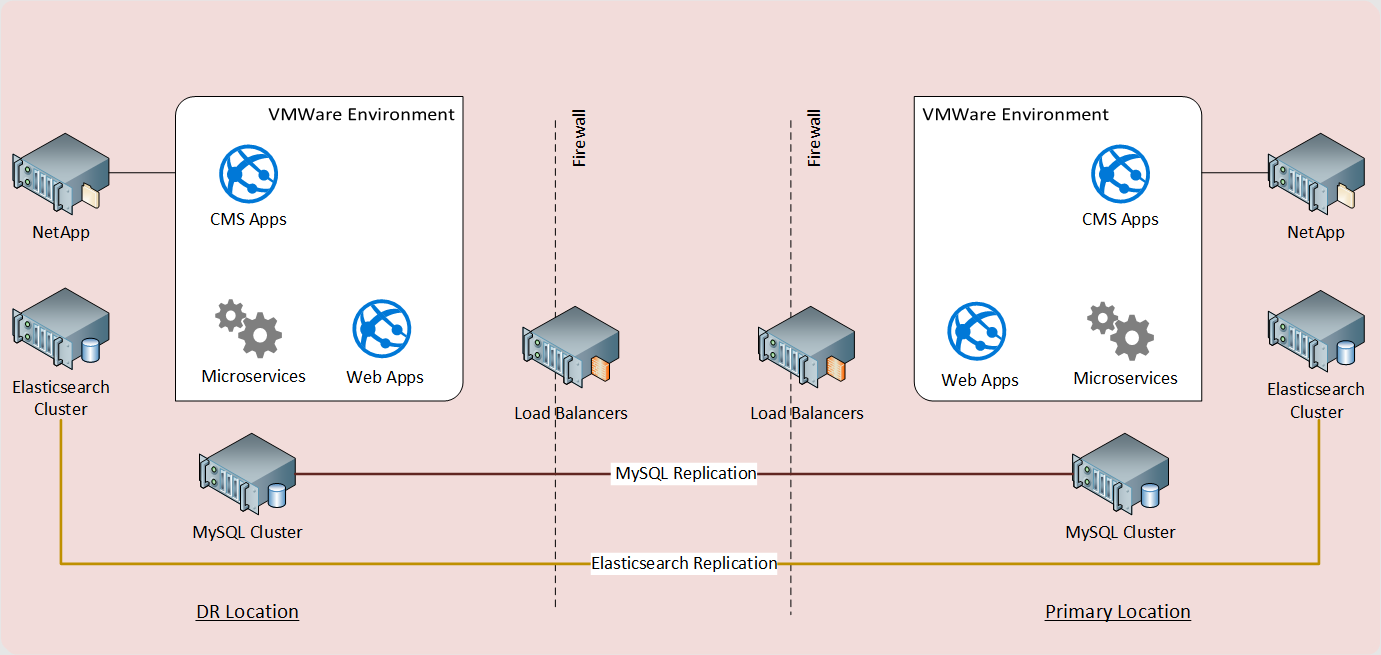 VMWare Environment
Firewall
Firewall
VMWare Environment
NetApp
CMS Apps
CMS Apps
NetApp
Microservices
Web Apps
Web Apps
Microservices
Elasticsearch
Cluster
Load Balancers
Load Balancers
Elasticsearch
Cluster
MySQL Replication
MySQL Cluster
MySQL Cluster
Elasticsearch Replication
DR Location
Primary Location